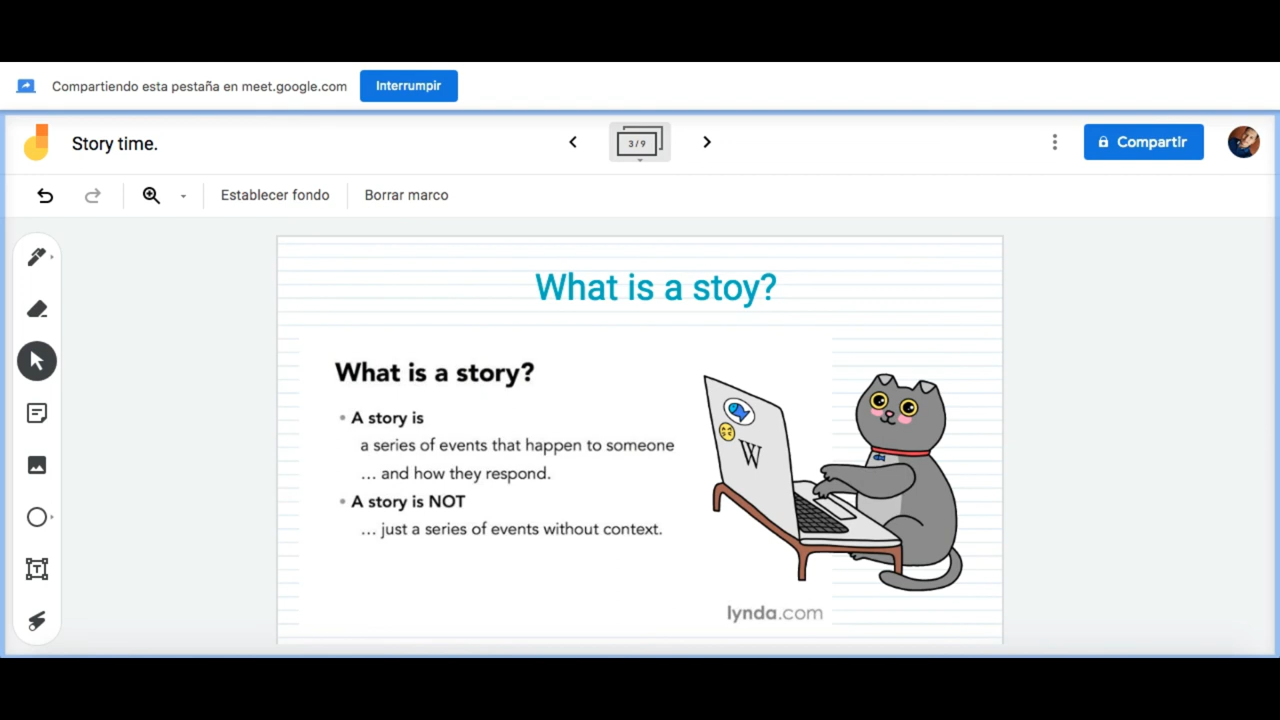 Compartiendo esta pestaña en meet.google.com
Interrumpir
Story time.
3/9
Compartir
Establecer fondo
Borrar marco
What is a stoy?
What is a story?
• A story is
a series of events that happen to someone
... and how they respond.
• A story is NOT
... just a series of events without context.
W
lynda.com